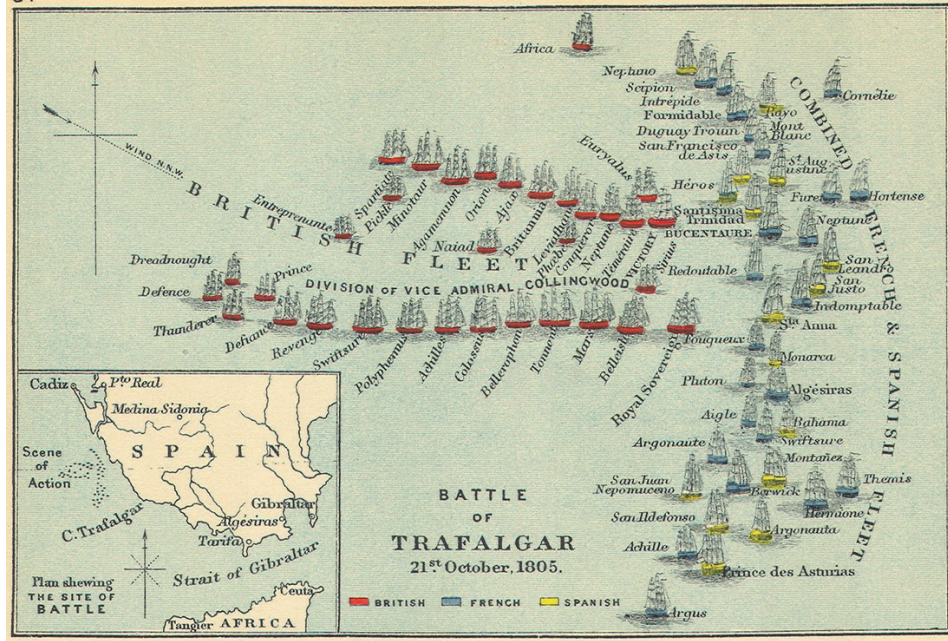 Africa
Neptuno
Scipion
Intrépide
Formidable
Duguay Trouin
San Francisco
de Asis
Rayo
Mont
Blanc
Cornélie
COMBINED
FRENCH & SPANISH
FLEET
St Aug
ustine
Héros
Furet
Hortense
Santisima
Trinidad
BUCENTAURE
Neptune
Redoutable
San
Leandro
San
Justo
Indomptable
Sta Anna
Fouqueux
Monarca
Pluton
Algésiras
Aigle
Bahama
Swiftsure
Argonaute
Montañez
San Juan
Nepomuceno
Berwick
Themis
Hermione
San Ildefonso
Argonauta
Achille
Prince des Asturias
Argus
WIND N.N.W.
BRITISH FLEET
Entreprenante
Spartiate
Pickle
Minotaur
Agamemnon
Orion
Ajax
Britannia
Leviathan
Phoebe
Conqueror
Neptune
Temeraire
VICTORY
Sirius
Euryalus
Naiad
DIVISION OF VICE ADMIRAL COLLINGWOOD
Dreadnought
Prince
Defence
Thunderer
Defiance
Revenge
Swiftsure
Polyphemus
Achilles
Colossus
Bellerophon
Tonnant
Mars
Belleisle
Royal Sovereign
Cadiz
Pto Real
Medina Sidonia
SPAIN
Scene
of
Action
Gibraltar
Algésiras
C. Trafalgar
Tarifa
Strait of Gibraltar
Plan shewing
THE SITE OF
BATTLE
Ceuta
Tangier
AFRICA
BATTLE
OF
TRAFALGAR
21st October, 1805.
BRITISH FRENCH SPANISH